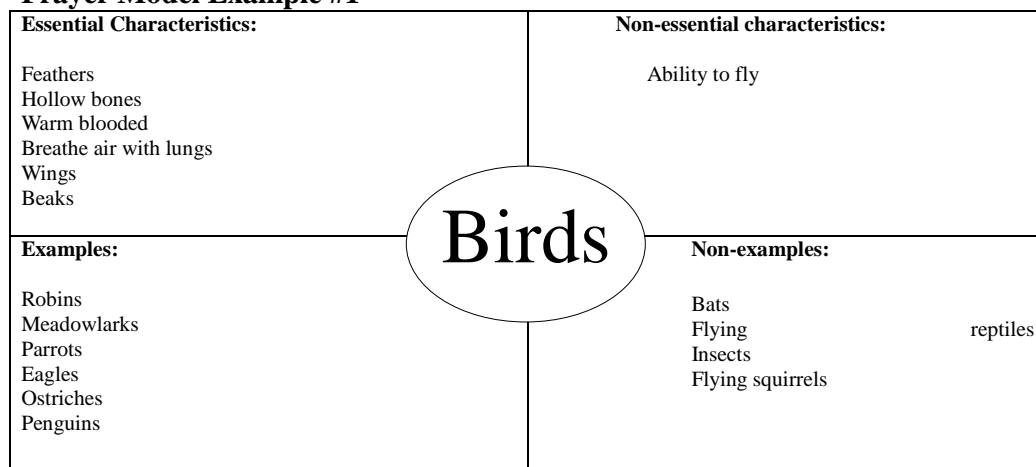 Frayer Model Example #1
Essential Characteristics:
Feathers
Hollow bones
Warm blooded
Breathe air with lungs
Wings
Beaks
Non-essential characteristics:
Ability to fly
Birds
Examples:
Robins
Meadowlarks
Parrots
Eagles
Ostriches
Penguins
Non-examples:
Bats
Flying reptiles
Insects
Flying squirrels